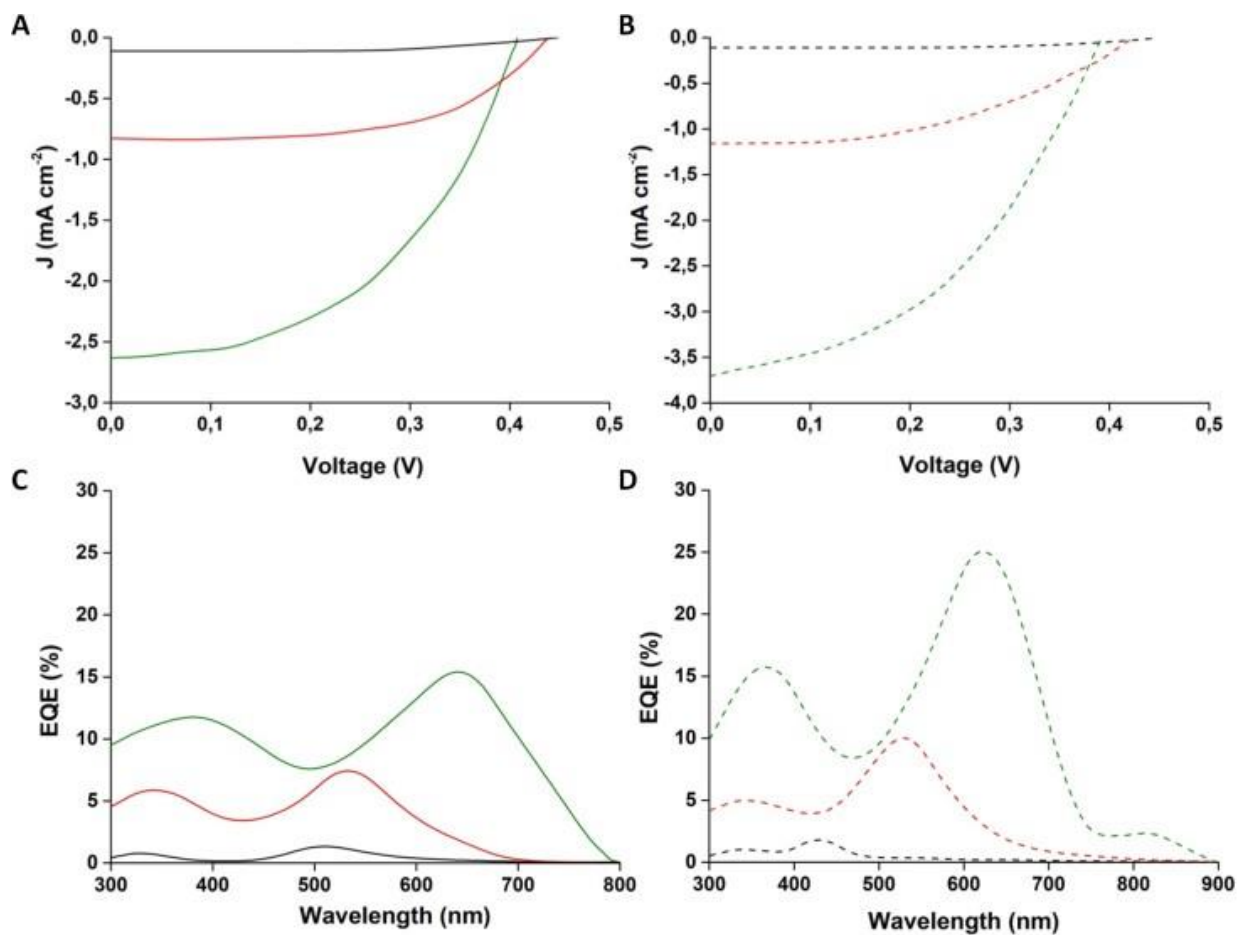 A
0,0
-0,5
-1,0
-1,5
-2,0
-2,5
-3,0
J (mA cm-2)
0,0 0,1 0,2 0,3 0,4 0,5
Voltage (V)
B
0,0
-0,5
-1,0
-1,5
-2,0
-2,5
-3,0
-3,5
-4,0
J (mA cm-2)
0,0 0,1 0,2 0,3 0,4 0,5
Voltage (V)
C
30
25
20
15
10
5
0
EQE (%)
300 400 500 600 700 800
Wavelength (nm)
D
30
25
20
15
10
5
0
EQE (%)
300 400 500 600 700 800 900
Wavelength (nm)